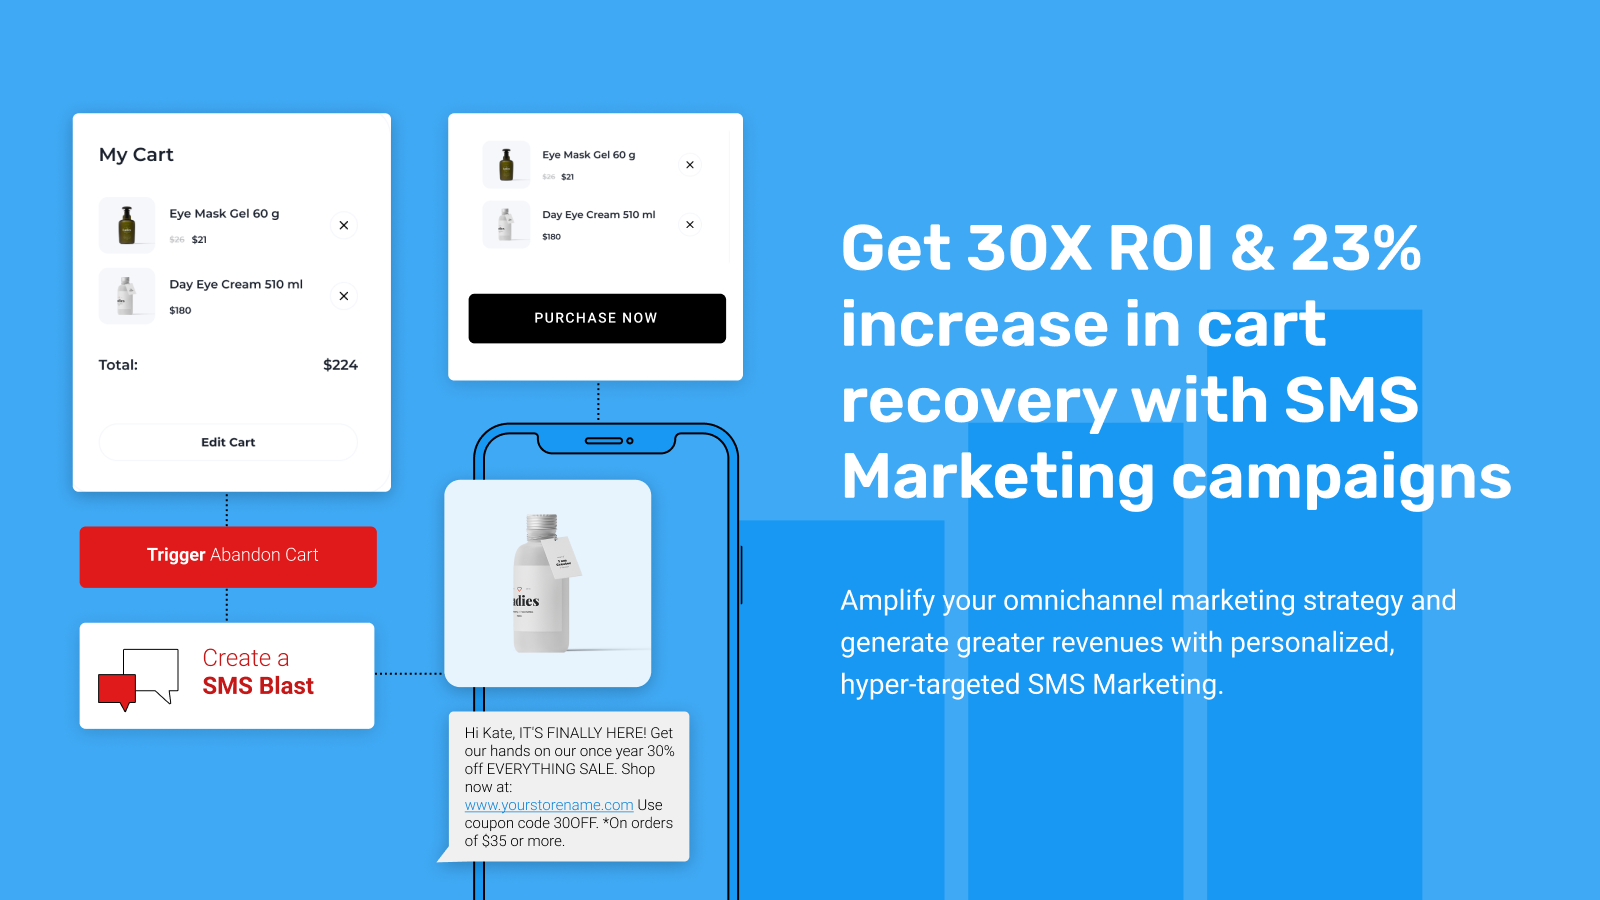 My Cart
Eye Mask Gel 60 g
$26 $21
Day Eye Cream 510 ml
$180
Total: $224
Edit Cart
Trigger Abandon Cart
Create a
SMS Blast
Eye Mask Gel 60 g
$26 $21
Day Eye Cream 510 ml
$180
PURCHASE NOW
Hi Kate, IT'S FINALLY HERE! Get
our hands on our once year 30%
off EVERYTHING SALE. Shop
now at:
www.yourstorename.com Use
coupon code 30OFF. *On orders
of $35 or more.
Get 30X ROI & 23%
increase in cart
recovery with SMS
Marketing campaigns
Amplify your omnichannel marketing strategy and
generate greater revenues with personalized,
hyper-targeted SMS Marketing.